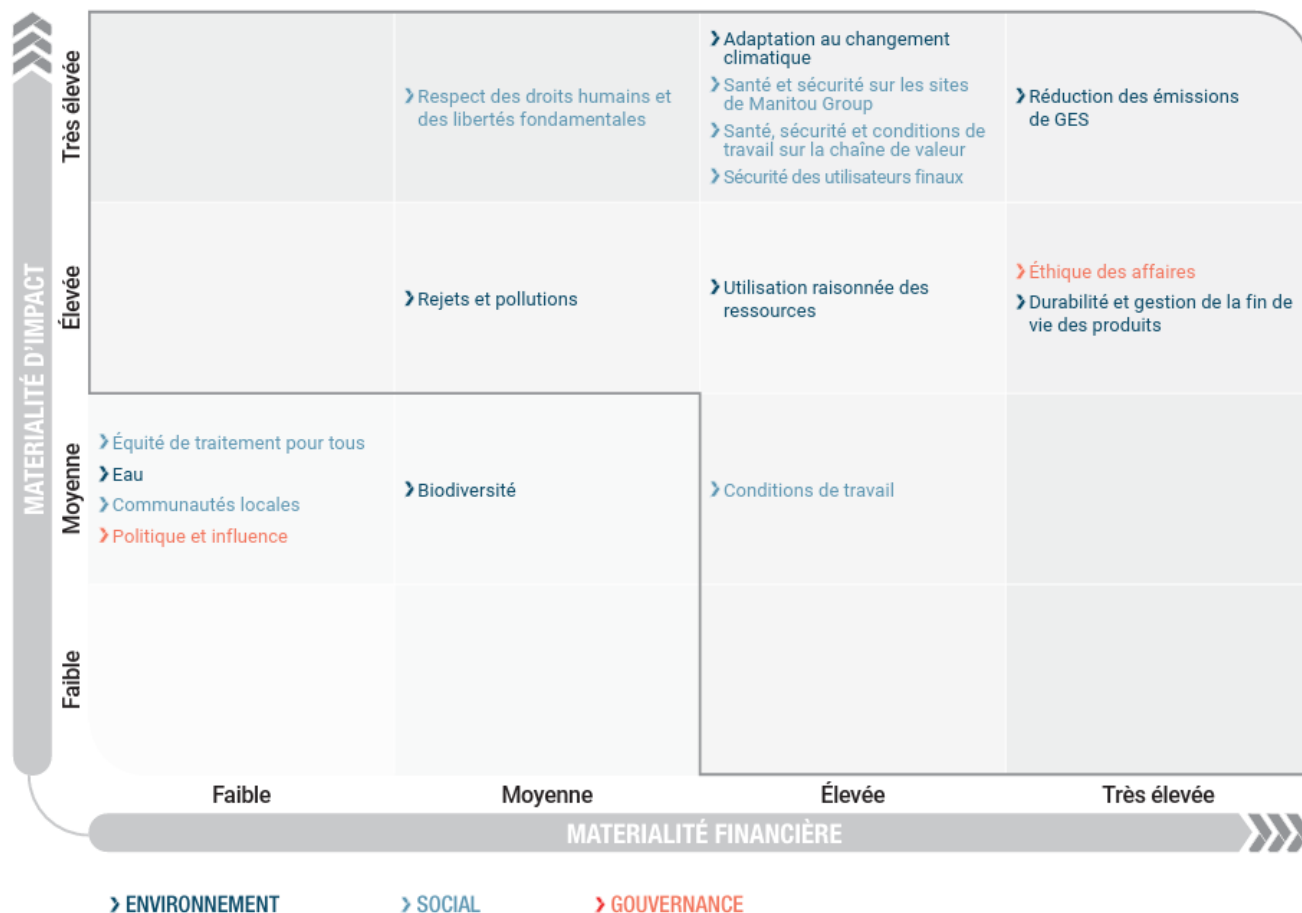 MATERIALITÉ D'IMPACT
Très élevée
Élevée
Moyenne
Faible
Respect des droits humains et
des libertés fondamentales
Adaptation au changement
climatique
Santé et sécurité sur les sites
de Manitou Group
Santé, sécurité et conditions de
travail sur la chaîne de valeur
Sécurité des utilisateurs finaux
Réduction des émissions
de GES
Rejets et pollutions
Utilisation raisonnée des
ressources
Éthique des affaires
Durabilité et gestion de la fin de
vie des produits
Équité de traitement pour tous
Eau
Communautés locales
Politique et influence
Biodiversité
Conditions de travail
Faible
Moyenne
Élevée
Très élevée
MATERIALITÉ FINANCIÈRE
ENVIRONNEMENT
SOCIAL
GOUVERNANCE